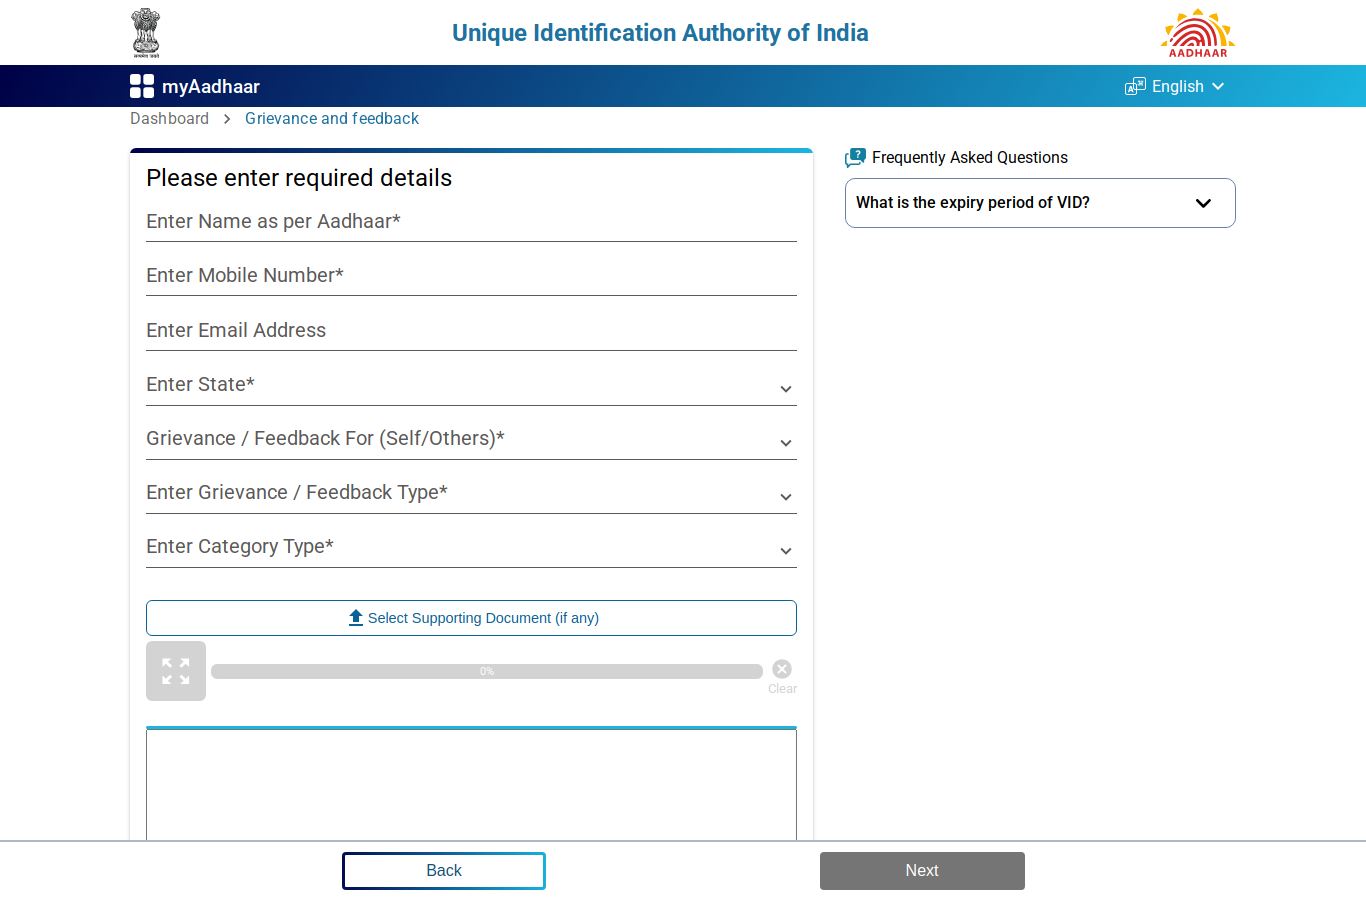 Unique Identification Authority of India
AADHAAR
myAadhaar
English
Dashboard > Grievance and feedback
Please enter required details
Enter Name as per Aadhaar*
Enter Mobile Number*
Enter Email Address
Enter State*
Grievance / Feedback For (Self/Others)*
Enter Grievance / Feedback Type*
Enter Category Type*
Select Supporting Document (if any)
0%
Clear
Frequently Asked Questions
What is the expiry period of VID?
Back
Next